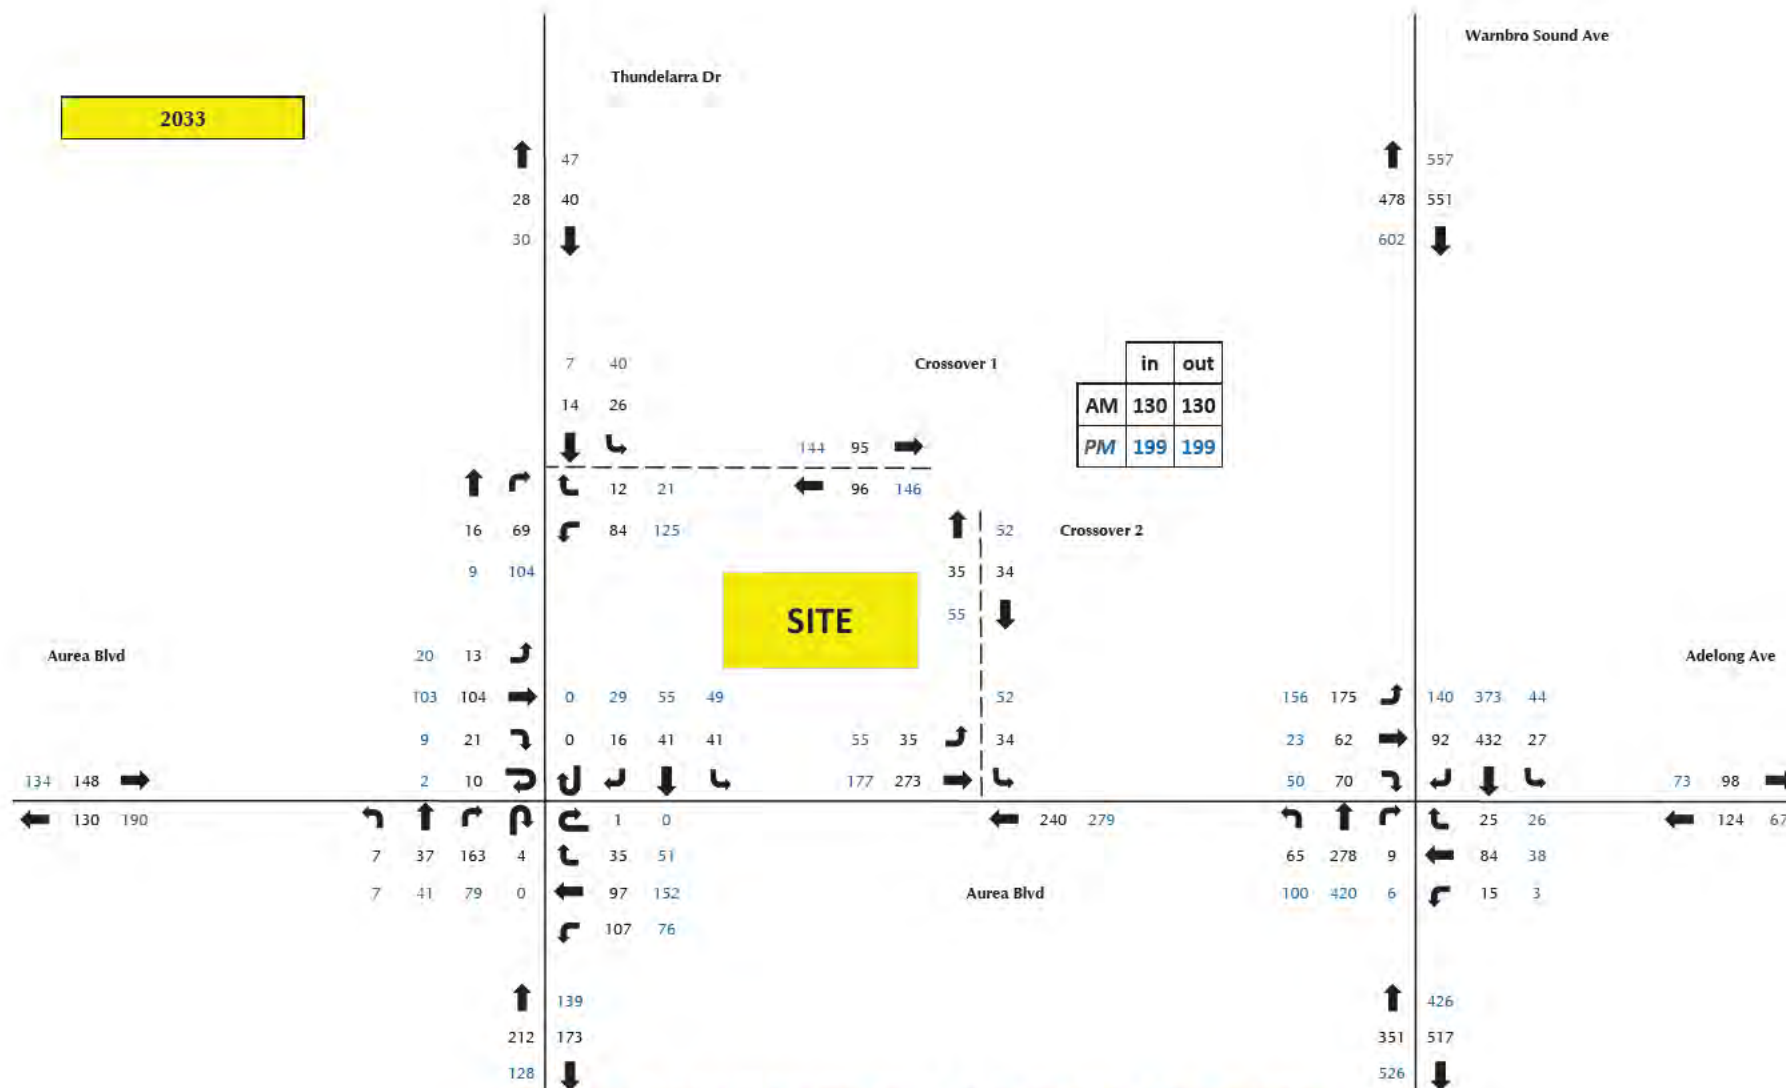 Warnbro Sound Ave
Thundelarra Dr
2033
47 557
28 40 478 551
30 602
7 40 Crossover 1 in out
14 26 AM 130 130
144 95 PM 199 199
12 21 96 146
16 69 84 125 52 Crossover 2
9 104 35 34
SITE
55
Aurea Blvd 20 13 Adelong Ave
103 104 0 29 55 49 52 156 175 140 373 44
9 21 0 16 41 41 55 35 34 23 62 92 432 27
134 148 2 10 177 273 50 70 73 98
130 190 1 0 240 279 25 26 124 67
7 37 163 4 35 51 65 278 9 84 38
7 41 79 0 97 152 Aurea Blvd 100 420 6 15 3
107 76
139 426
212 173 351 517
128 526